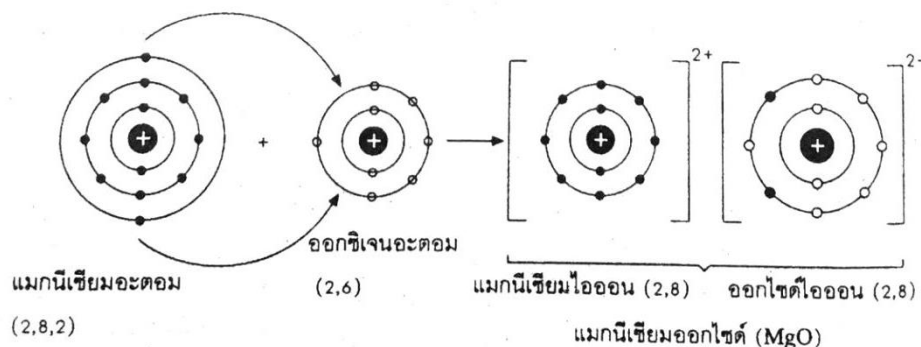 2+
2-
+
+
+
+
+
ออกซิเจนอะตอม
(2,6)
แมกนีเซียมอะตอม
(2,8,2)
แมกนีเซียมไอออน (2,8)
ออกไซด์ไอออน (2,8)
แมกนีเซียมออกไซด์ (MgO)